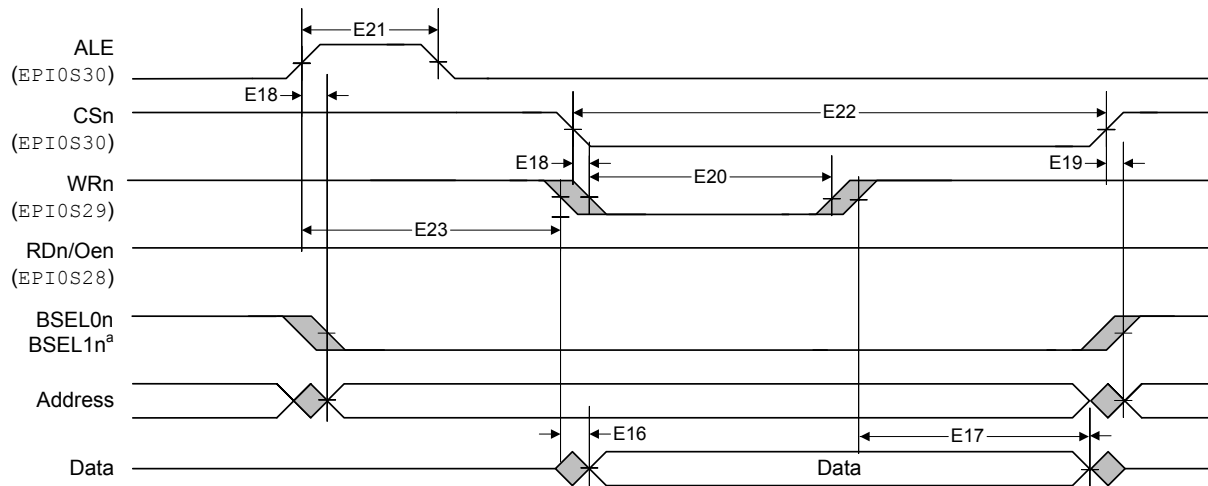 E21
ALE
(EPI0S30)
E18
CSn
(EPI0S30)
E22
E18
E19
WRn
(EPI0S29)
E20
E23
RDn/Oen
(EPI0S28)
BSEL0n
BSEL1nᵃ
Address
E16
E17
Data
Data